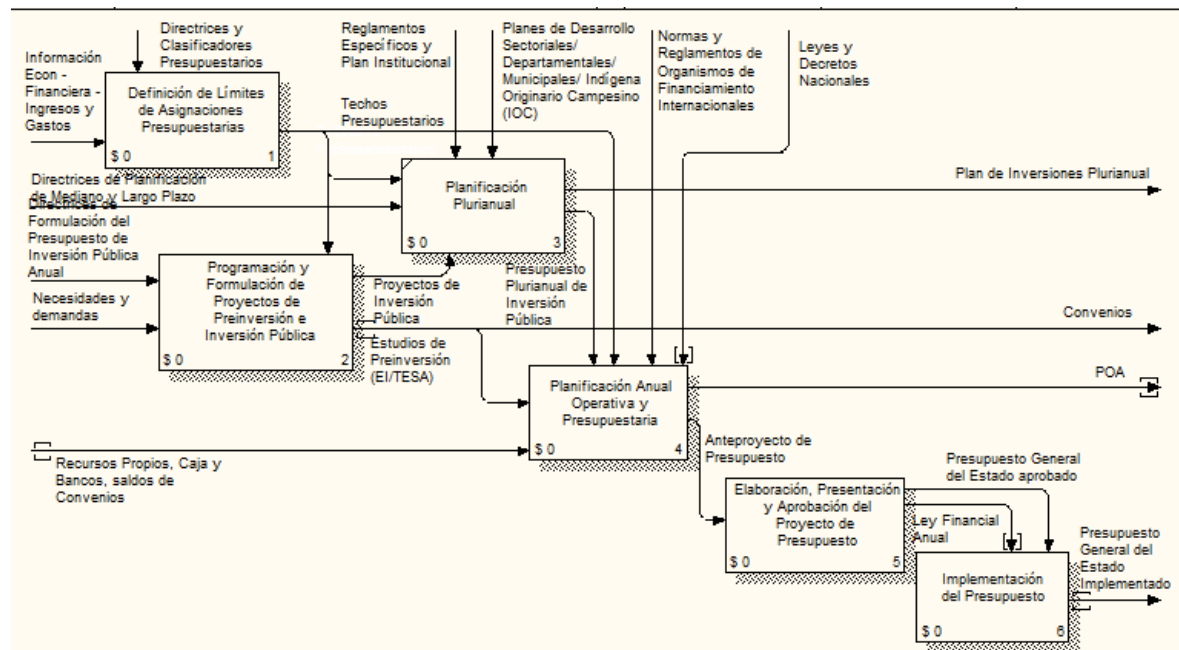 Directrices y
Clasificadores
Presupuestarios
Reglamentos
Específicos y
Plan Institucional
Planes de Desarrollo
Sectoriales/
Departamentales/
Municipales/ Indígena
Originario Campesino
(IOC)
Normas y
Reglamentos de
Organismos de
Financiamiento
Internacionales
Leyes y
Decretos
Nacionales
Información
Econ -
Financiera -
Ingresos y
Gastos
Definición de Límites
de Asignaciones
Presupuestarias
$ 0
1
Techos
Presupuestarios
Directrices de Planificación
de Mediano y Largo Plazo
Planificación
Plurianual
$ 0
3
Plan de Inversiones Plurianual
Directrices de
Formulación del
Presupuesto de
Inversión Pública
Anual
Necesidades y
demandas
Programación y
Formulación de
Proyectos de
Preinversión e
Inversión Pública
$ 0
2
Proyectos de
Inversión
Pública
Estudios de
Preinversión
(EI/TESA)
Presupuesto
Plurianual de
Inversión
Pública
Convenios
Planificación Anual
Operativa y
Presupuestaria
$ 0
4
POA
Recursos Propios, Caja y
Bancos, saldos de
Convenios
Anteproyecto de
Presupuesto
Elaboración, Presentación
y Aprobación del
Proyecto de
Presupuesto
$ 0
5
Presupuesto General
del Estado aprobado
Ley Financial
Anual
Implementación
del Presupuesto
$ 0
6
Presupuesto
General del
Estado
Implementado